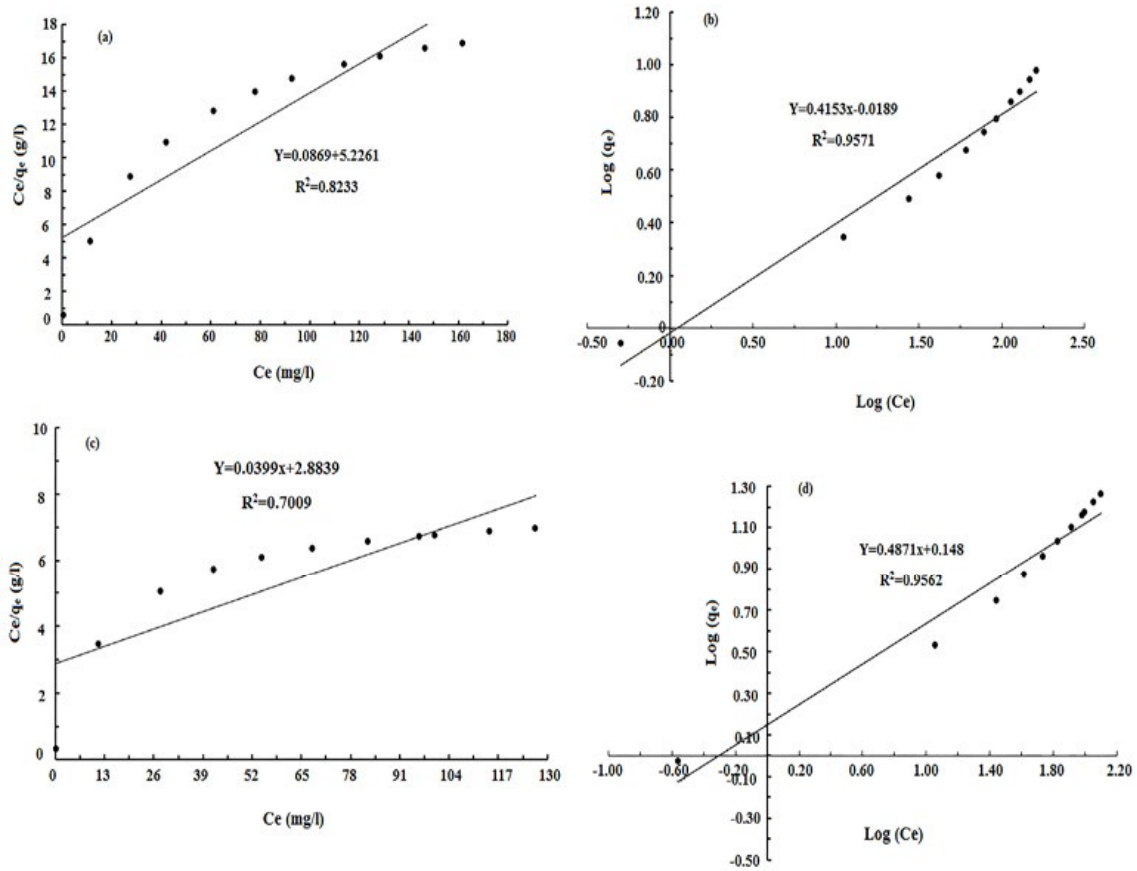 (a)
Ce/qe (g/l)
18
16
14
12
10
8
6
4
2
0
Y=0.0869+5.2261
R2=0.8233
0 20 40 60 80 100 120 140 160 180
Ce (mg/l)
(b)
Log (qe)
1.00
0.80
0.60
0.40
0.20
0
-0.20
Y=0.4153x-0.0189
R2=0.9571
-0.50 0.00 0.50 1.00 1.50 2.00 2.50
Log (Ce)
(c)
Ce/qe (g/l)
10
8
6
4
2
0
Y=0.0399x+2.8839
R2=0.7009
0 13 26 39 52 65 78 91 104 117 130
Ce (mg/l)
(d)
Log (qe)
1.30
1.10
0.90
0.70
0.50
0.30
0.10
-0.10
-0.30
-0.50
Y=0.4871x+0.148
R2=0.9562
-1.00 -0.60 -0.20 0.20 0.60 1.00 1.40 1.80 2.20
Log (Ce)